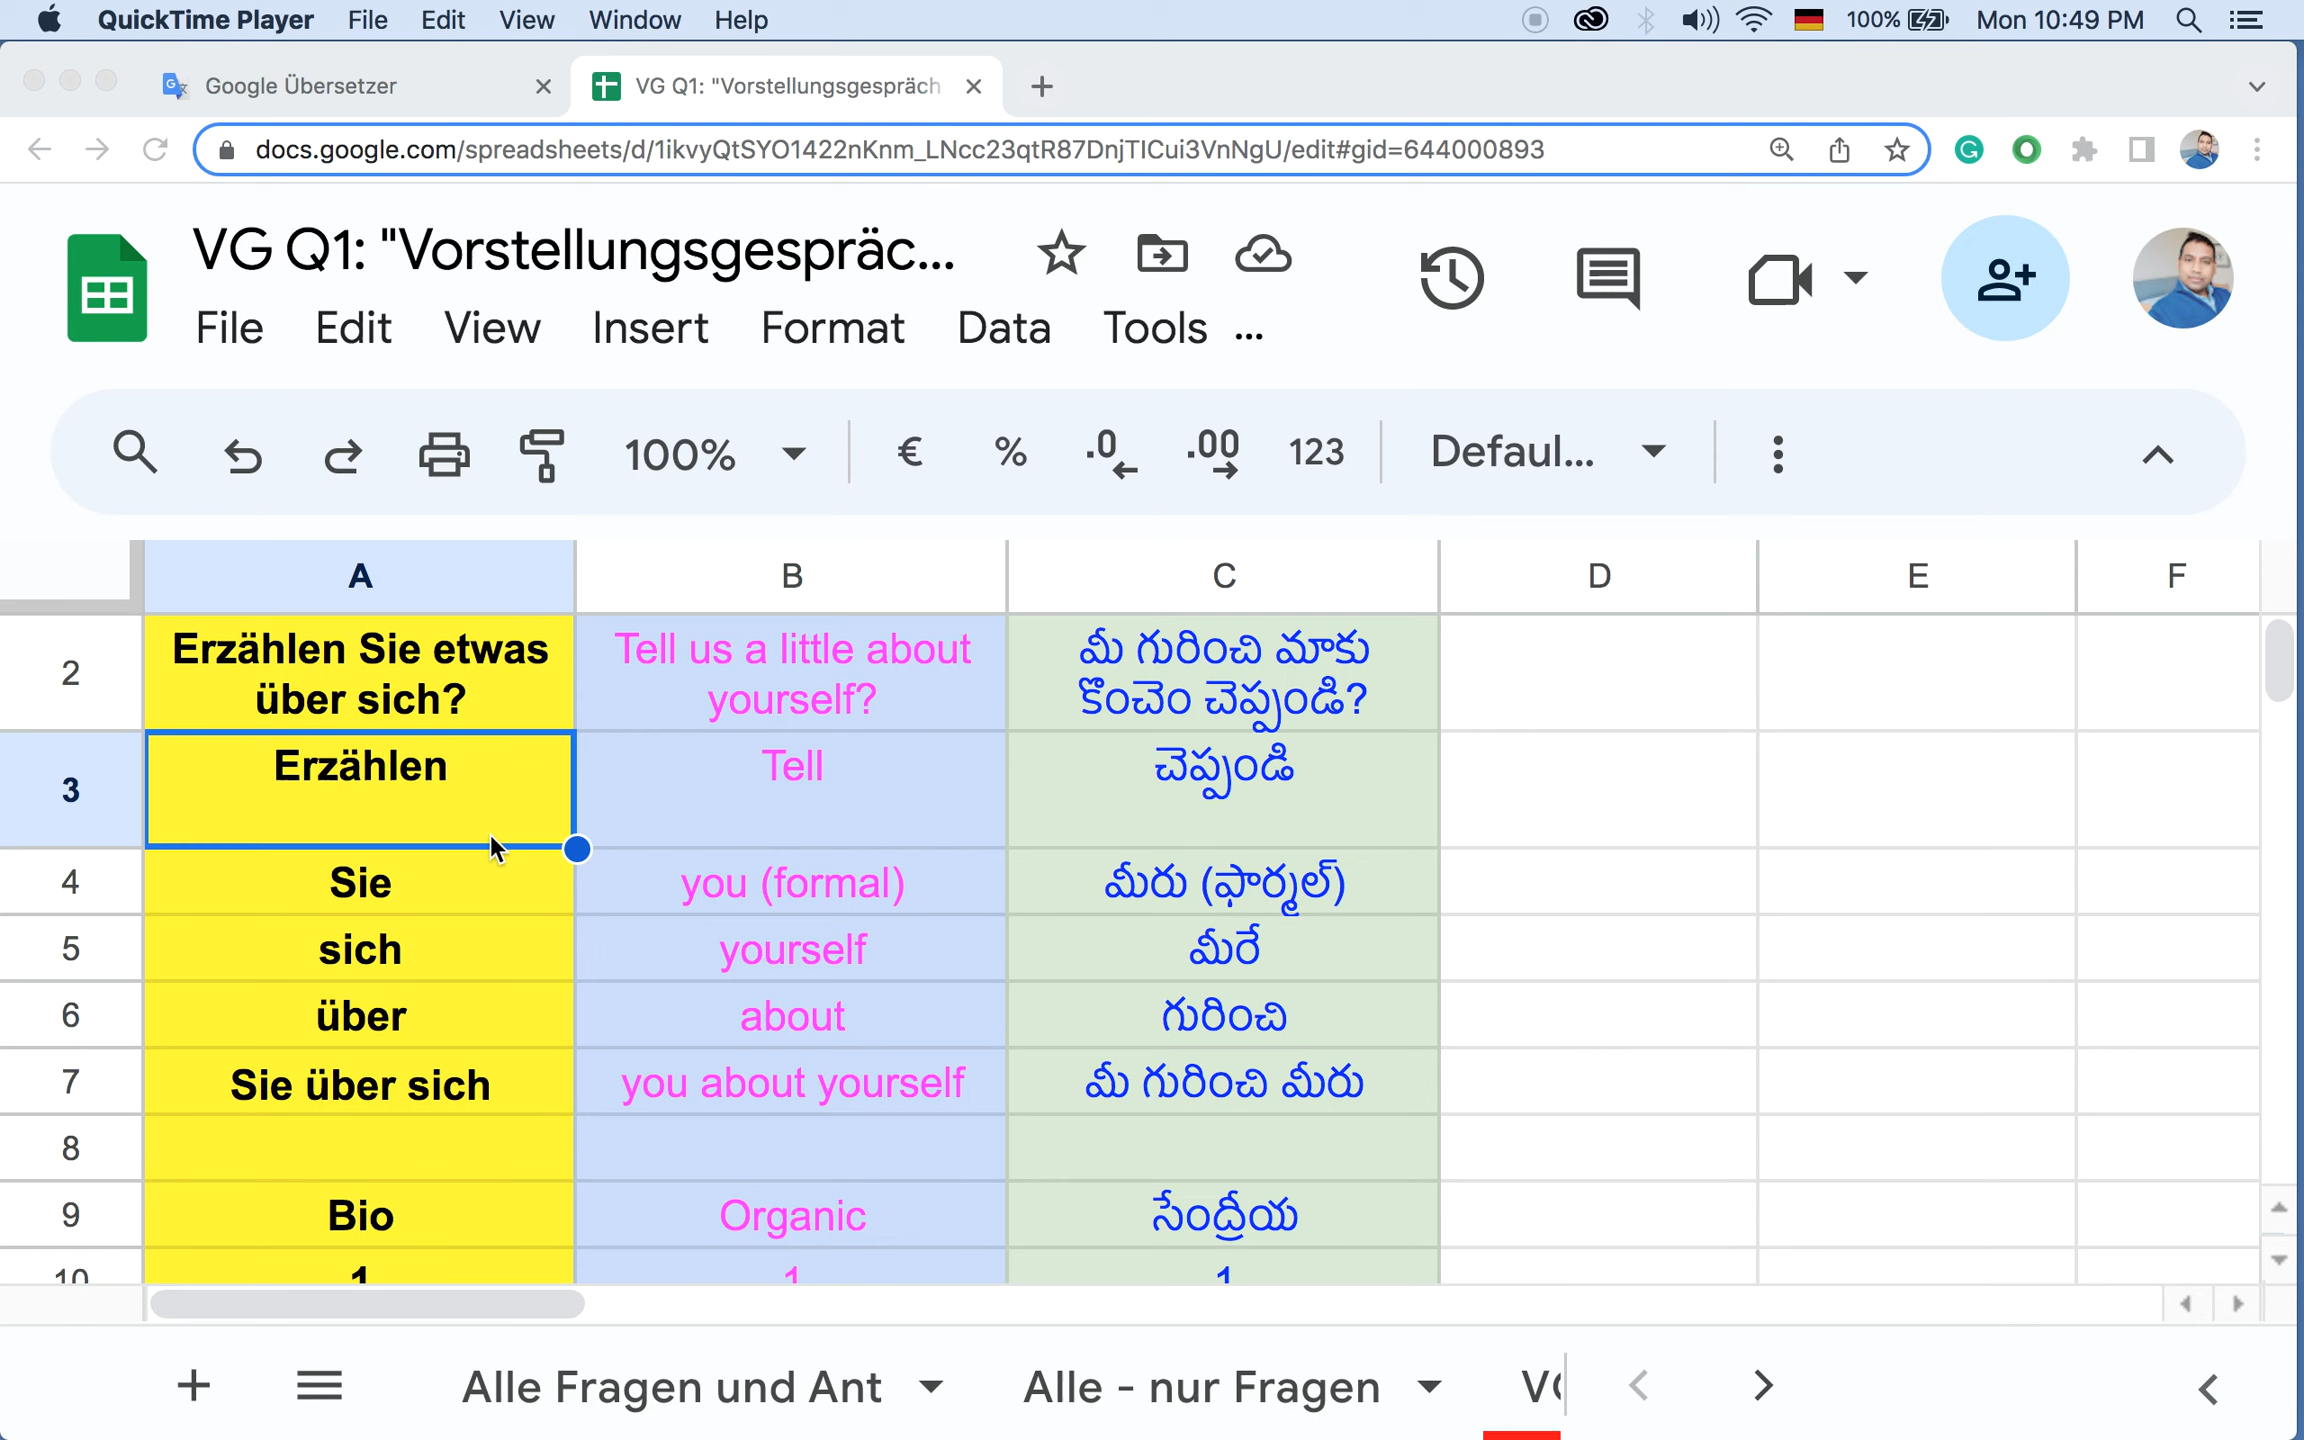 QuickTime Player File Edit View Window Help 100% Mon 10:49 PM
Google Übersetzer VG Q1: "Vorstellungsgespräch
docs.google.com/spreadsheets/d/1ikvyQtSYO1422nKnm_LNcc23qtR87DnjTICui3VnNgU/edit#gid=644000893
VG Q1: "Vorstellungsgespräc...
File Edit View Insert Format Data Tools ...
100% € % .0 .00 123 Defaul...
A B C D E F
2 Erzählen Sie etwas über sich? Tell us a little about yourself? మీ గురించి మాకు కొంచెం చెప్పండి?
3 Erzählen Tell చెప్పండి
4 Sie you (formal) మీరు (ఫార్మల్)
5 sich yourself మీరే
6 über about గురించి
7 Sie über sich you about yourself మీ గురించి మీరు
8
9 Bio Organic సేంద్రీయ
10 1 1 1
Alle Fragen und Ant Alle - nur Fragen